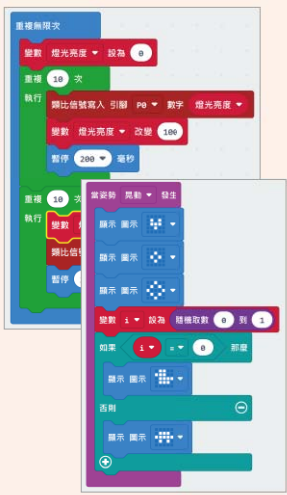 重複無限次
變數 燈光亮度 設為 0
重複 10 次
執行
類比信號寫入 引腳 P0 數字 燈光亮度
變數 燈光亮度 改變 100
暫停 200 毫秒
重複 10
執行 變數
類比信
暫停
當姿勢 晃動 發生
顯示 圖示
顯示 圖示
顯示 圖示
變數 i 設為 隨機取數 0 到 1
如果 i = 0 那麼
顯示 圖示
否則
顯示 圖示